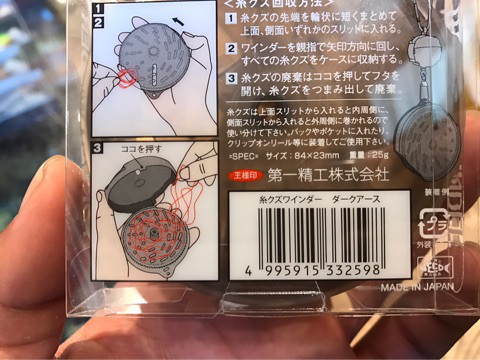 <糸クズ回収方法>
1 糸クズの先端を輪状に短くまとめて
上面、側面いずれかのスリットに入れる。
2 ワインダーを親指で矢印方向に回し、
すべての糸クズをケースに収納する。
3 糸クズの廃棄はココを押してフタを
開け、糸クズをつまみ出して廃棄。
糸クズは上面スリットから入れると内周側に、
側面スリットから入れると外周側に巻かれるので
使い分けて下さい。バックやポケットに入れたり、
クリップオンリール等に装着してご使用下さい。
<SPEC> サイズ:84×23mm 重量:25g
王様印 第一精工株式会社
糸クズワインダー ダークアース
4 995915 332598
1
2
3
ココを押す
装着例
プラ
外装
MADE IN JAPAN